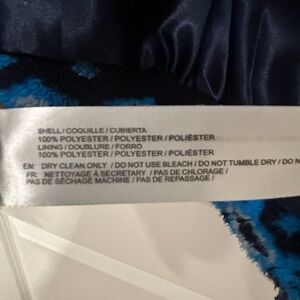 SHELL / COQUILLE / CUBIERTA
100% POLYESTER / POLYESTER / POLIÉSTER
LINING / DOUBLURE / FORRO
100% POLYESTER / POLYESTER / POLIÉSTER
EN: DRY CLEAN ONLY / DO NOT USE BLEACH / DO NOT TUMBLE DRY / DO
FR: NETTOYAGE À SECRETARY / PAS DE CHLORAGE /
PAS DE SÉCHAGE MACHINE / PAS DE REPASSAGE /